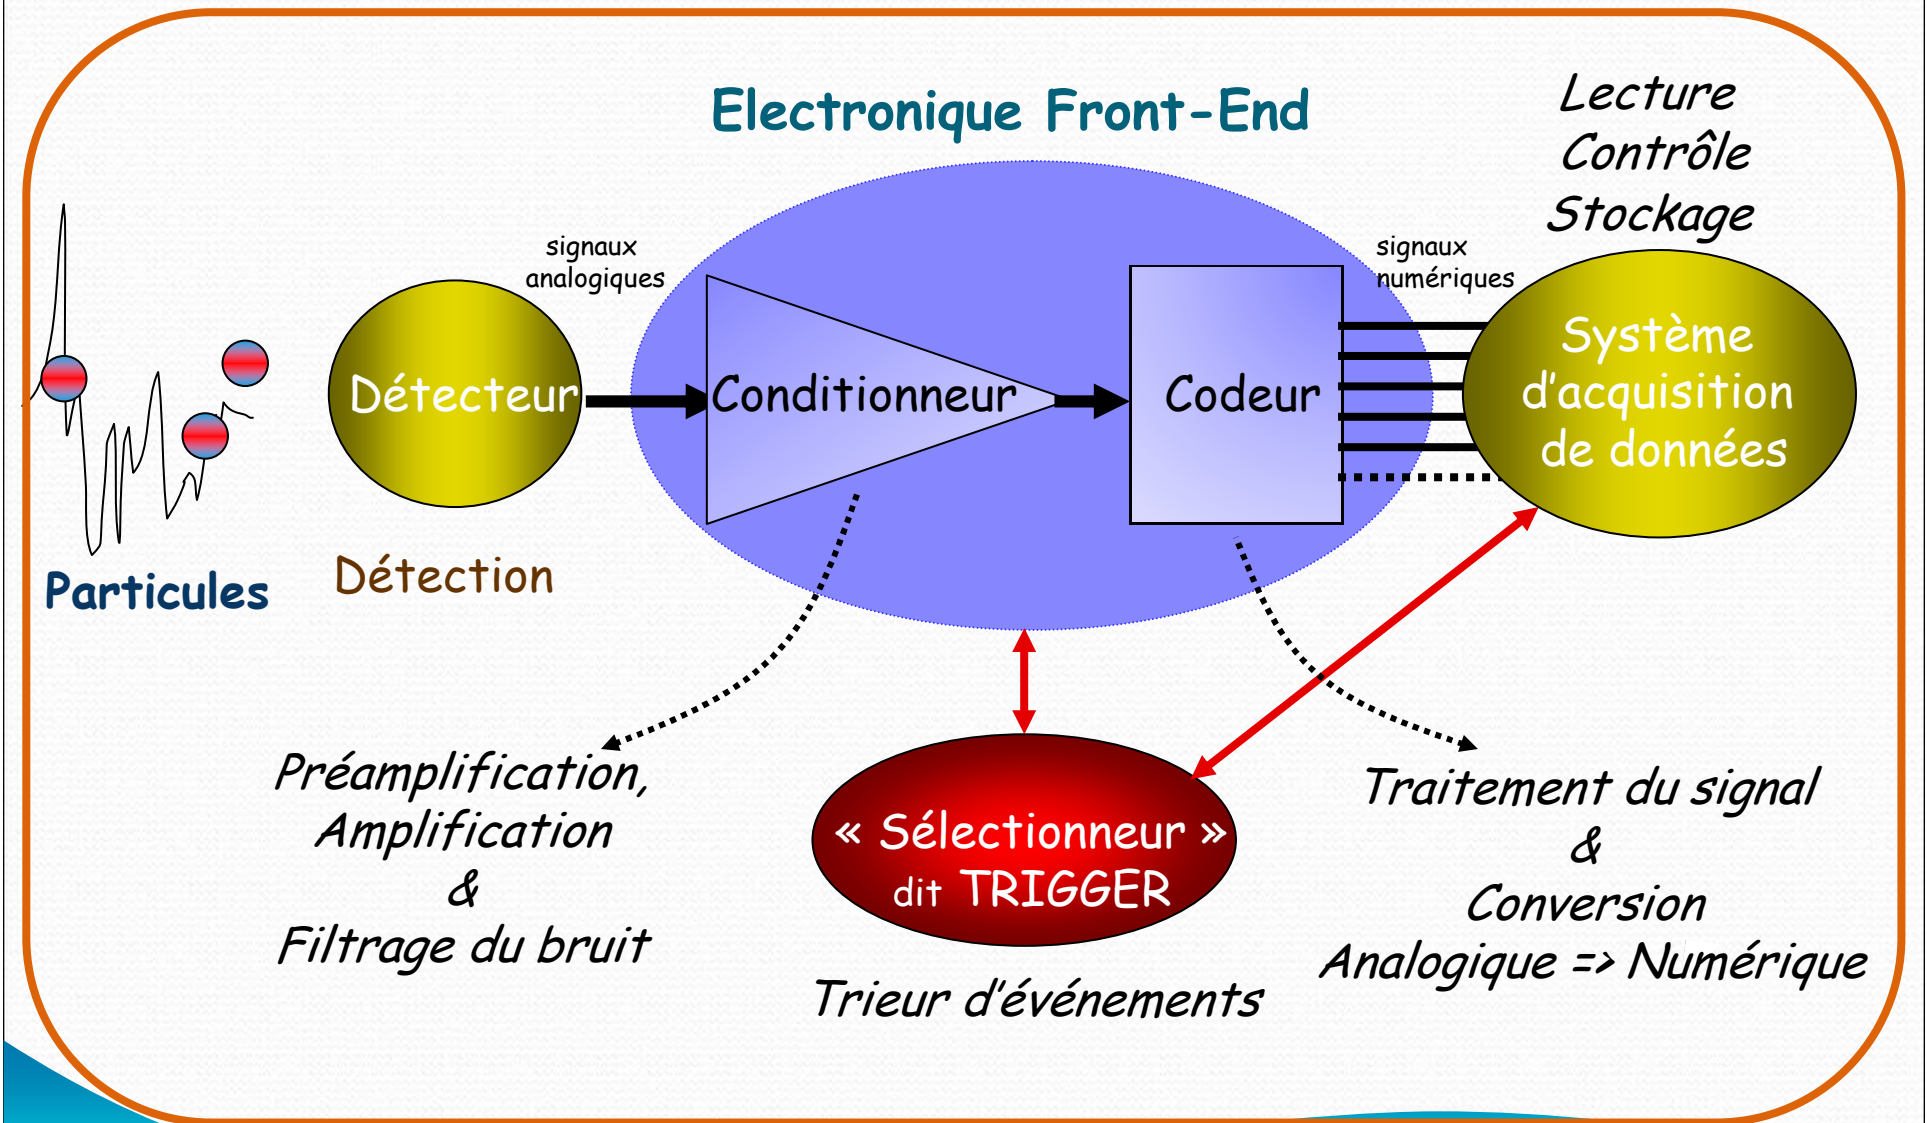 Electronique Front-End
Lecture
Contrôle
Stockage
signaux
analogiques
signaux
numériques
Détecteur
Conditionneur
Codeur
Système
d'acquisition
de données
Particules
Détection
Préamplification,
Amplification
&
Filtrage du bruit
« Sélectionneur »
dit TRIGGER
Trieur d'événements
Traitement du signal
&
Conversion
Analogique => Numérique